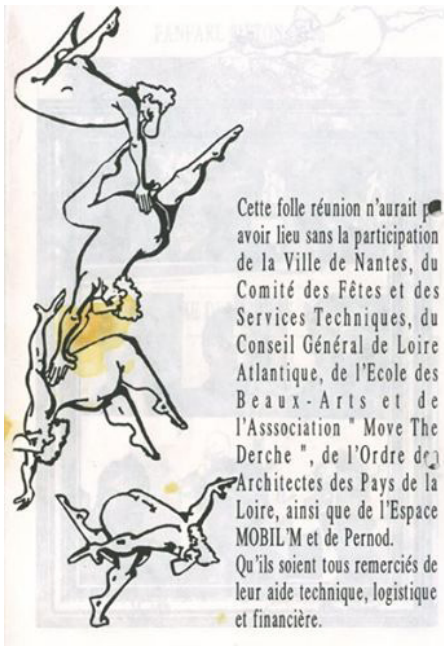 Cette folle réunion n'aurait
avoir lieu sans la participation
de la Ville de Nantes, du
Comité des Fêtes et des
Services Techniques, du
Conseil Général de Loire
Atlantique, de l'Ecole des
Beaux-Arts et de
l'Asssociation " Move The
Derche ", de l'Ordre des
Architectes des Pays de la
Loire, ainsi que de l'Espace
MOBIL'M et de Pernod.
Qu'ils soient tous remerciés de
leur aide technique, logistique
et financière.